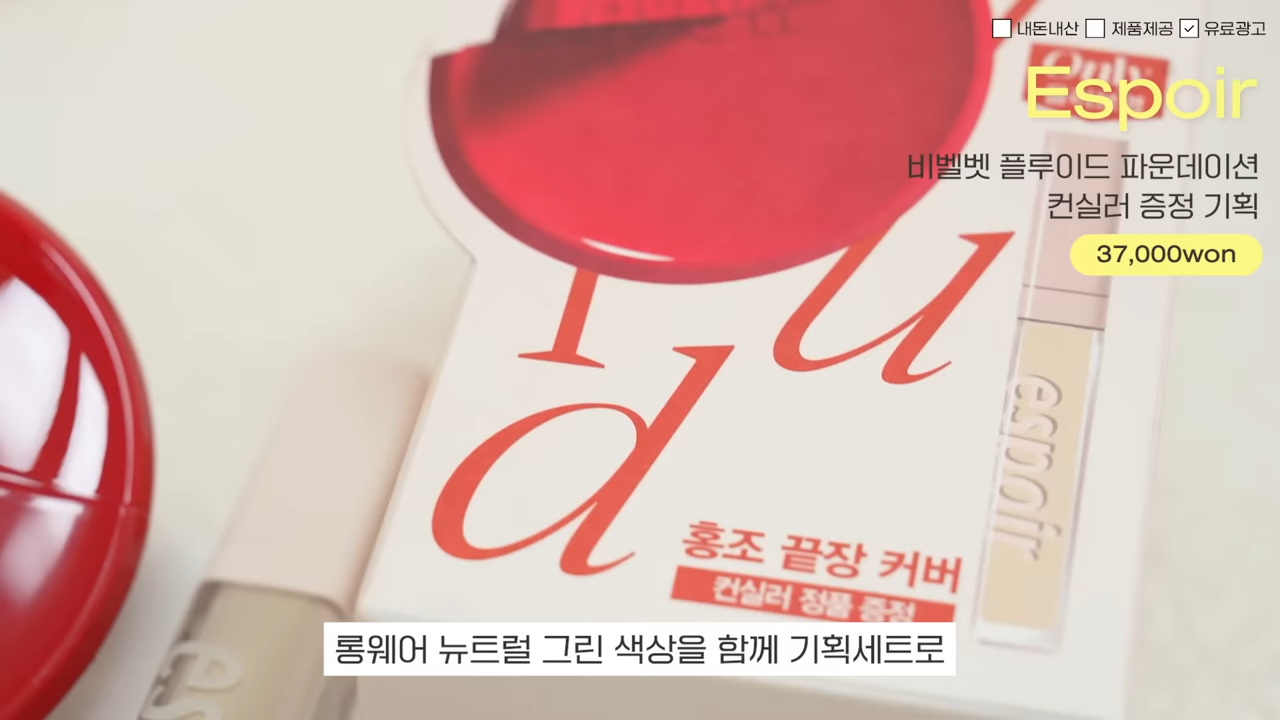 내돈내산 제품제공 유료광고
Only
Espoir
비벨벳 플루이드 파운데이션
컨실러 증정 기획
37,000won
u
d
espoir
홍조 끝장 커버
컨실러 정품 증정
es
롱웨어 뉴트럴 그린 색상을 함께 기획세트로